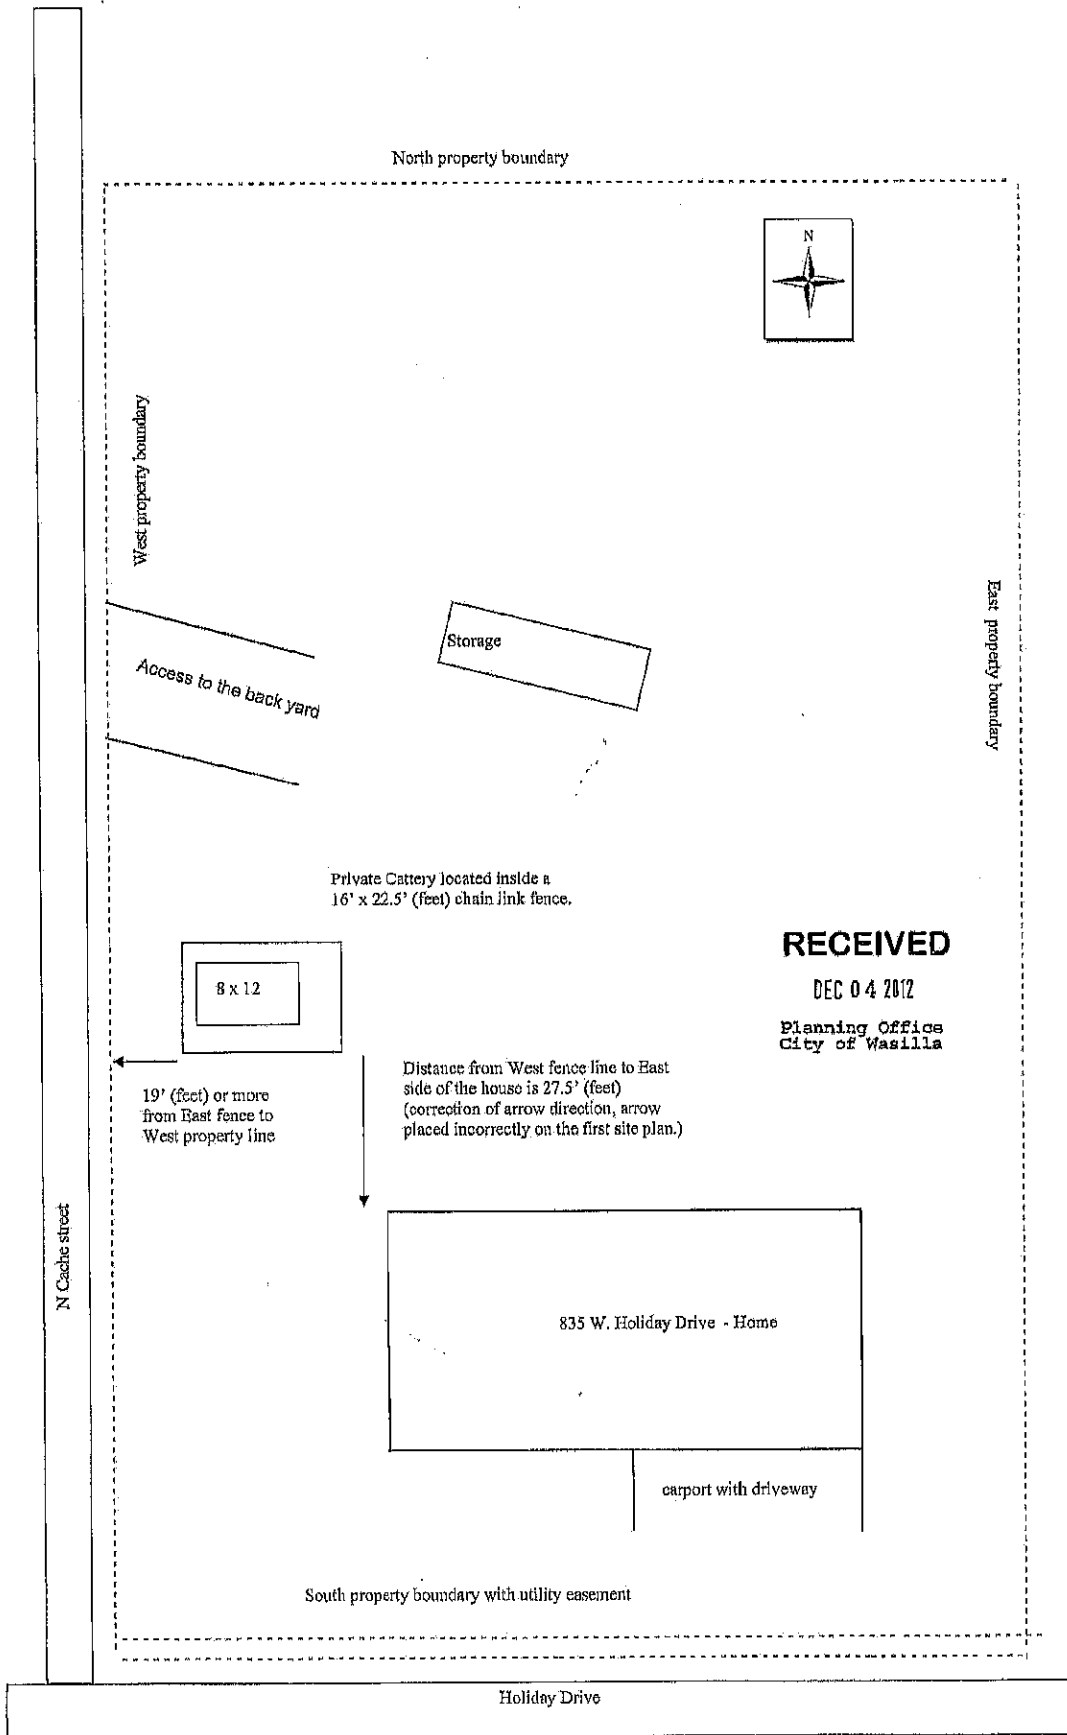 North property boundary
N
West property boundary
East property boundary
Storage
Access to the back yard
Private Cattery located inside a
16' x 22.5' (feet) chain link fence.
8 x 12
RECEIVED
DEC 04 2012
Planning Office
City of Wasilla
19' (feet) or more
from East fence to
West property line
Distance from West fence line to East
side of the house is 27.5' (feet)
(correction of arrow direction, arrow
placed incorrectly on the first site plan.)
N Cache street
835 W. Holiday Drive - Home
carport with driveway
South property boundary with utility easement
Holiday Drive